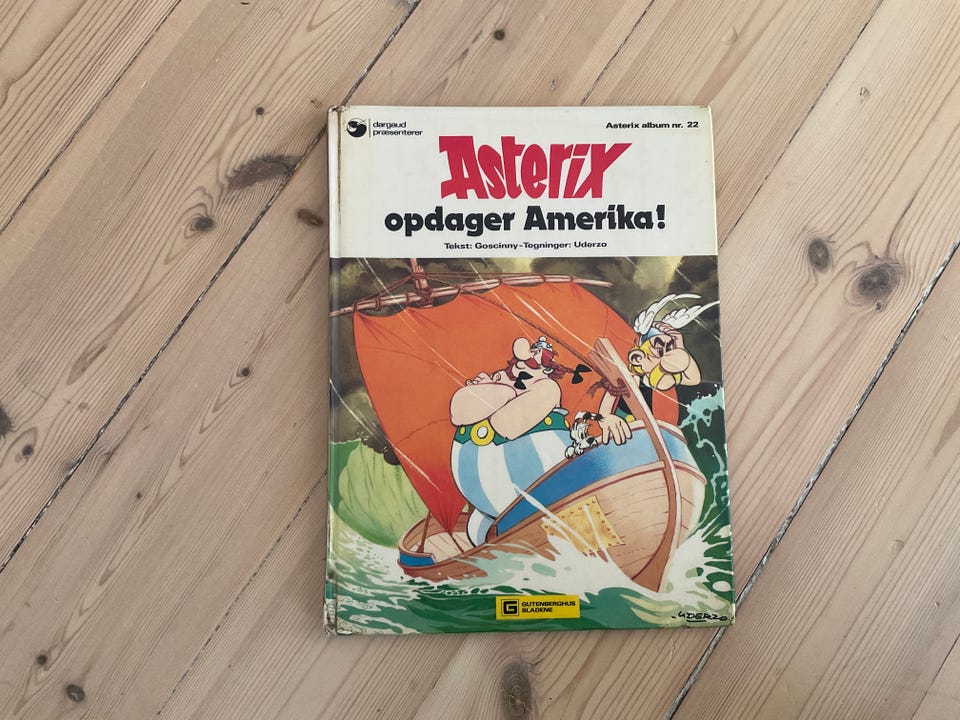 dargaud
præsenterer
Asterix album nr. 22
Asterix
opdager Amerika!
Tekst: Goscinny-Tegninger: Uderzo
G GUTENBERGHUS
BLADENE
UDERZO